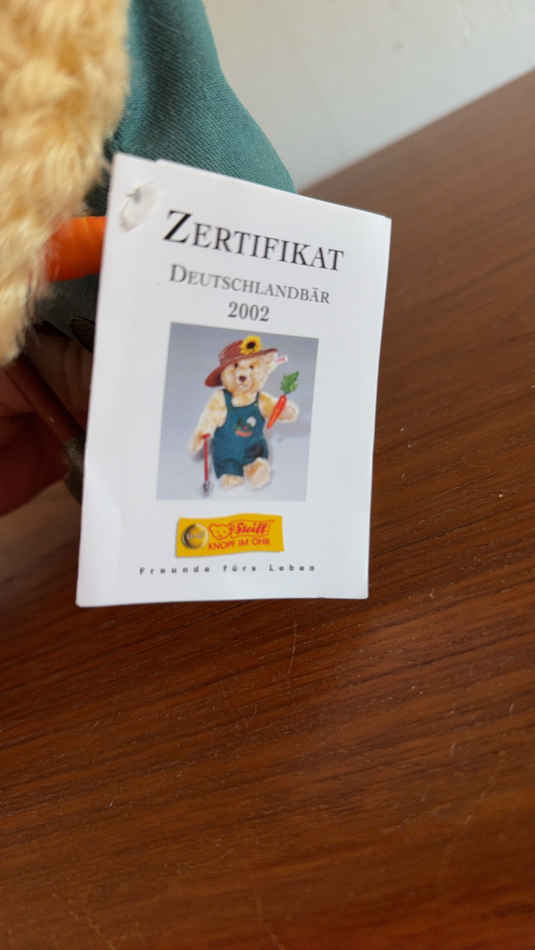 ZERTIFIKAT
DEUTSCHLANDBÄR
2002
Steiff
KNOPF IM OHR
Freunde fürs Leben